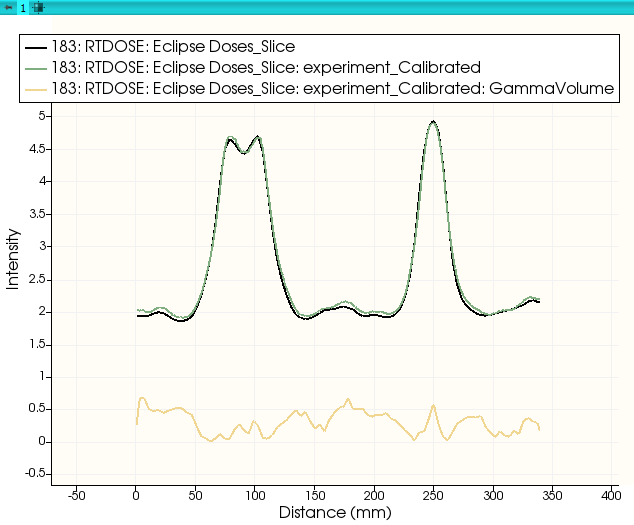 1
183: RTDOSE: Eclipse Doses_Slice
183: RTDOSE: Eclipse Doses_Slice: experiment_Calibrated
183: RTDOSE: Eclipse Doses_Slice: experiment_Calibrated: GammaVolume
5
4.5
4
3.5
3
2.5
2
1.5
1
0.5
0
-0.5
Intensity
-50 0 50 100 150 200 250 300 350 400
Distance (mm)